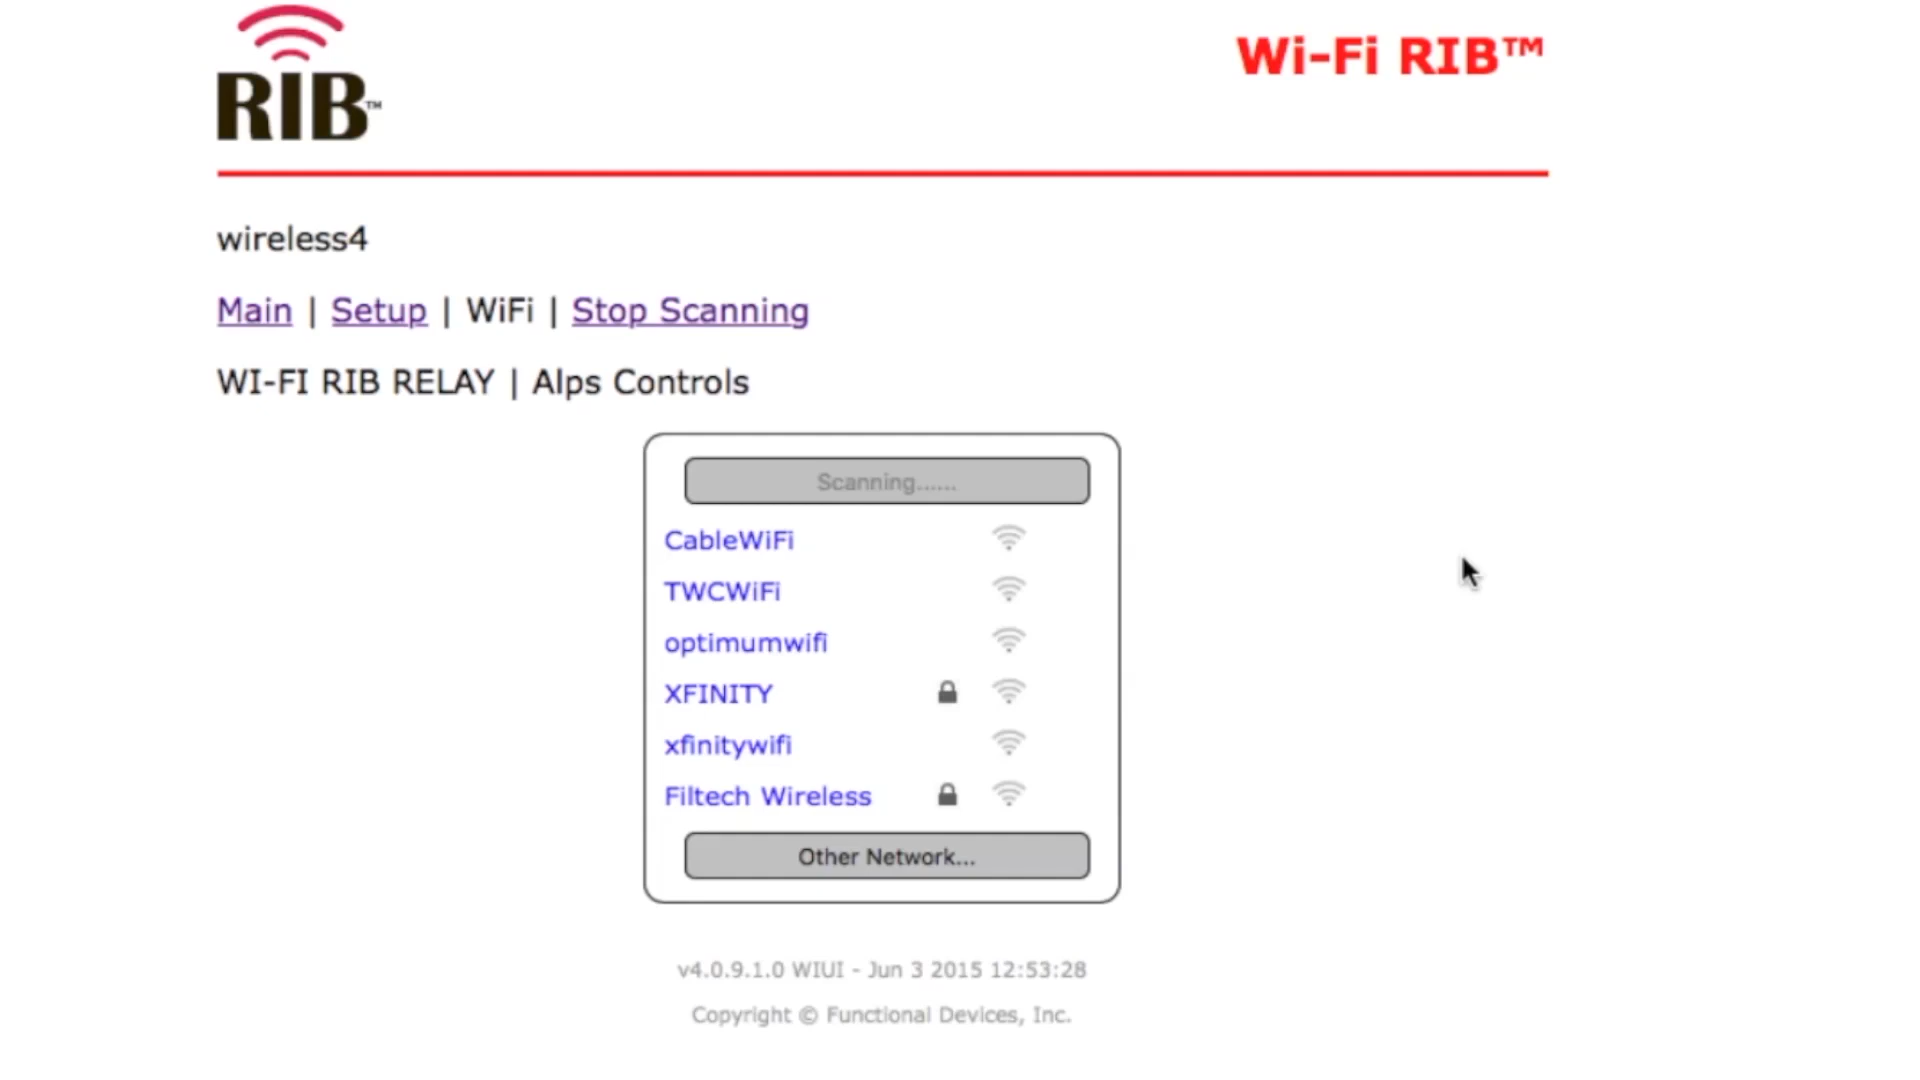 RIB™
Wi-Fi RIB™
wireless4
Main | Setup | WiFi | Stop Scanning
WI-FI RIB RELAY | Alps Controls
Scanning......
CableWiFi
TWCWiFi
optimumwifi
XFINITY
xfinitywifi
Filtech Wireless
Other Network...
v4.0.9.1.0 WIUI - Jun 3 2015 12:53:28
Copyright © Functional Devices, Inc.